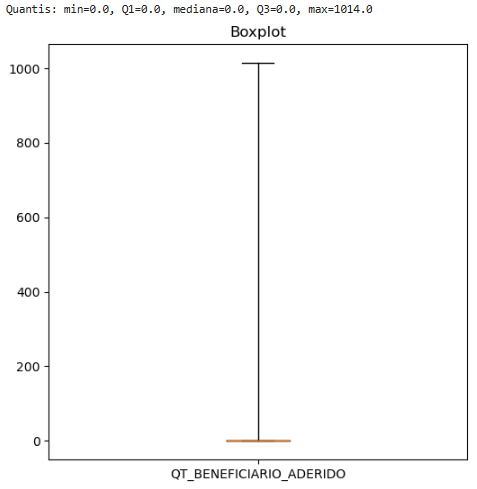 Quantis: min=0.0, Q1=0.0, mediana=0.0, Q3=0.0, max=1014.0
Boxplot
1000
800
600
400
200
0
QT_BENEFICIARIO_ADERIDO